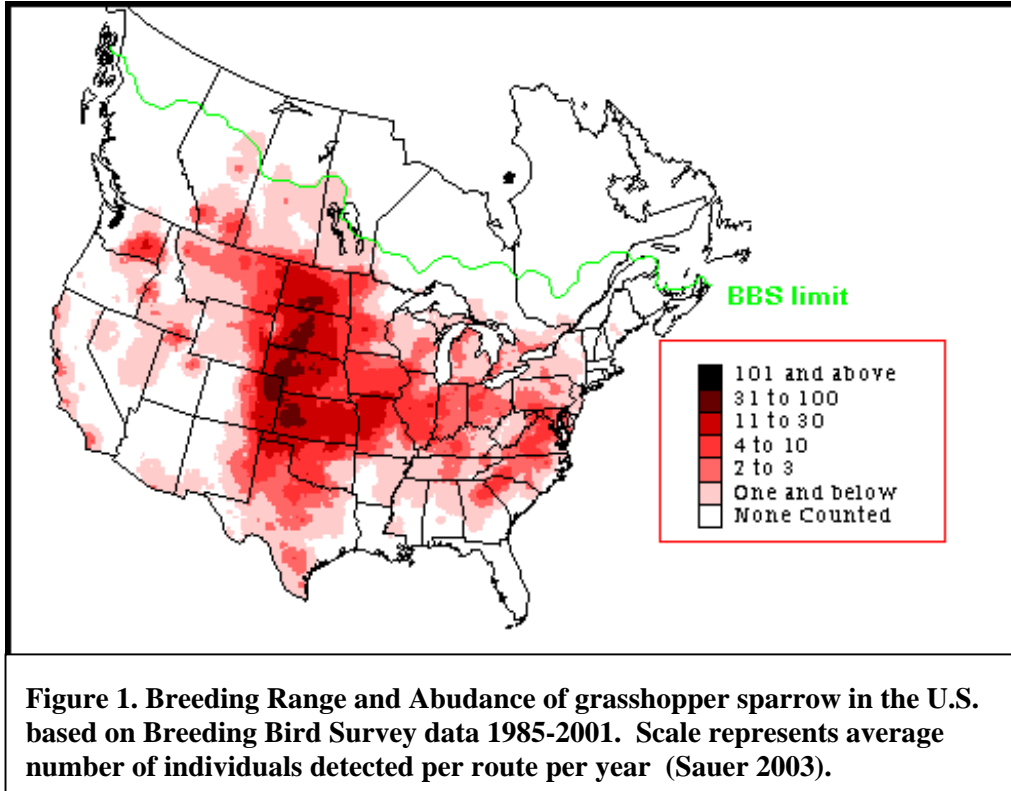 BBS limit
101 and above
31 to 100
11 to 30
4 to 10
2 to 3
One and below
None Counted
Figure 1. Breeding Range and Abudance of grasshopper sparrow in the U.S.
based on Breeding Bird Survey data 1985-2001.  Scale represents average
number of individuals detected per route per year  (Sauer 2003).